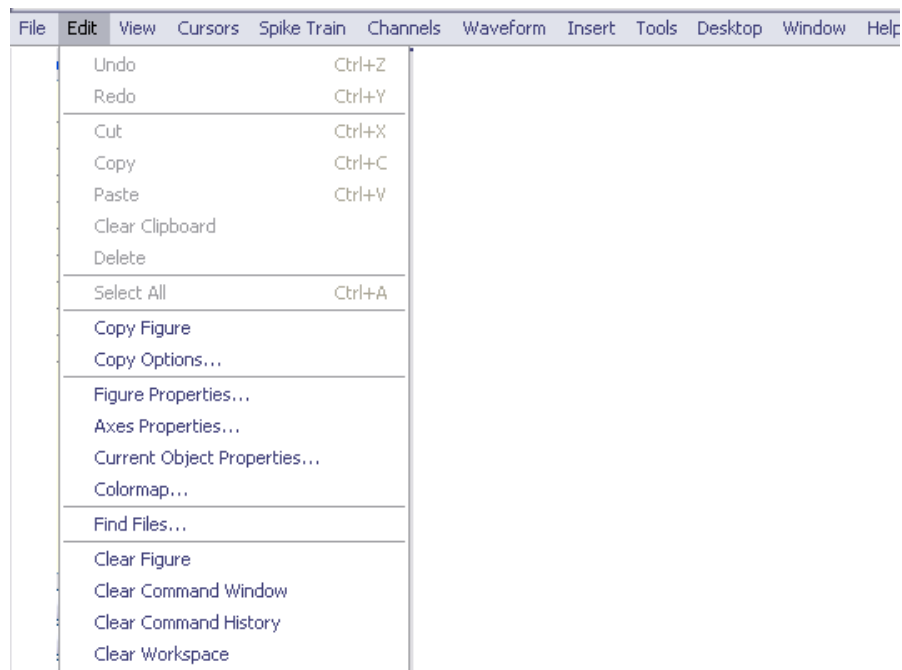 File Edit View Cursors Spike Train Channels Waveform Insert Tools Desktop Window Help
Undo Ctrl+Z
Redo Ctrl+Y
Cut Ctrl+X
Copy Ctrl+C
Paste Ctrl+V
Clear Clipboard
Delete
Select All Ctrl+A
Copy Figure
Copy Options...
Figure Properties...
Axes Properties...
Current Object Properties...
Colormap...
Find Files...
Clear Figure
Clear Command Window
Clear Command History
Clear Workspace